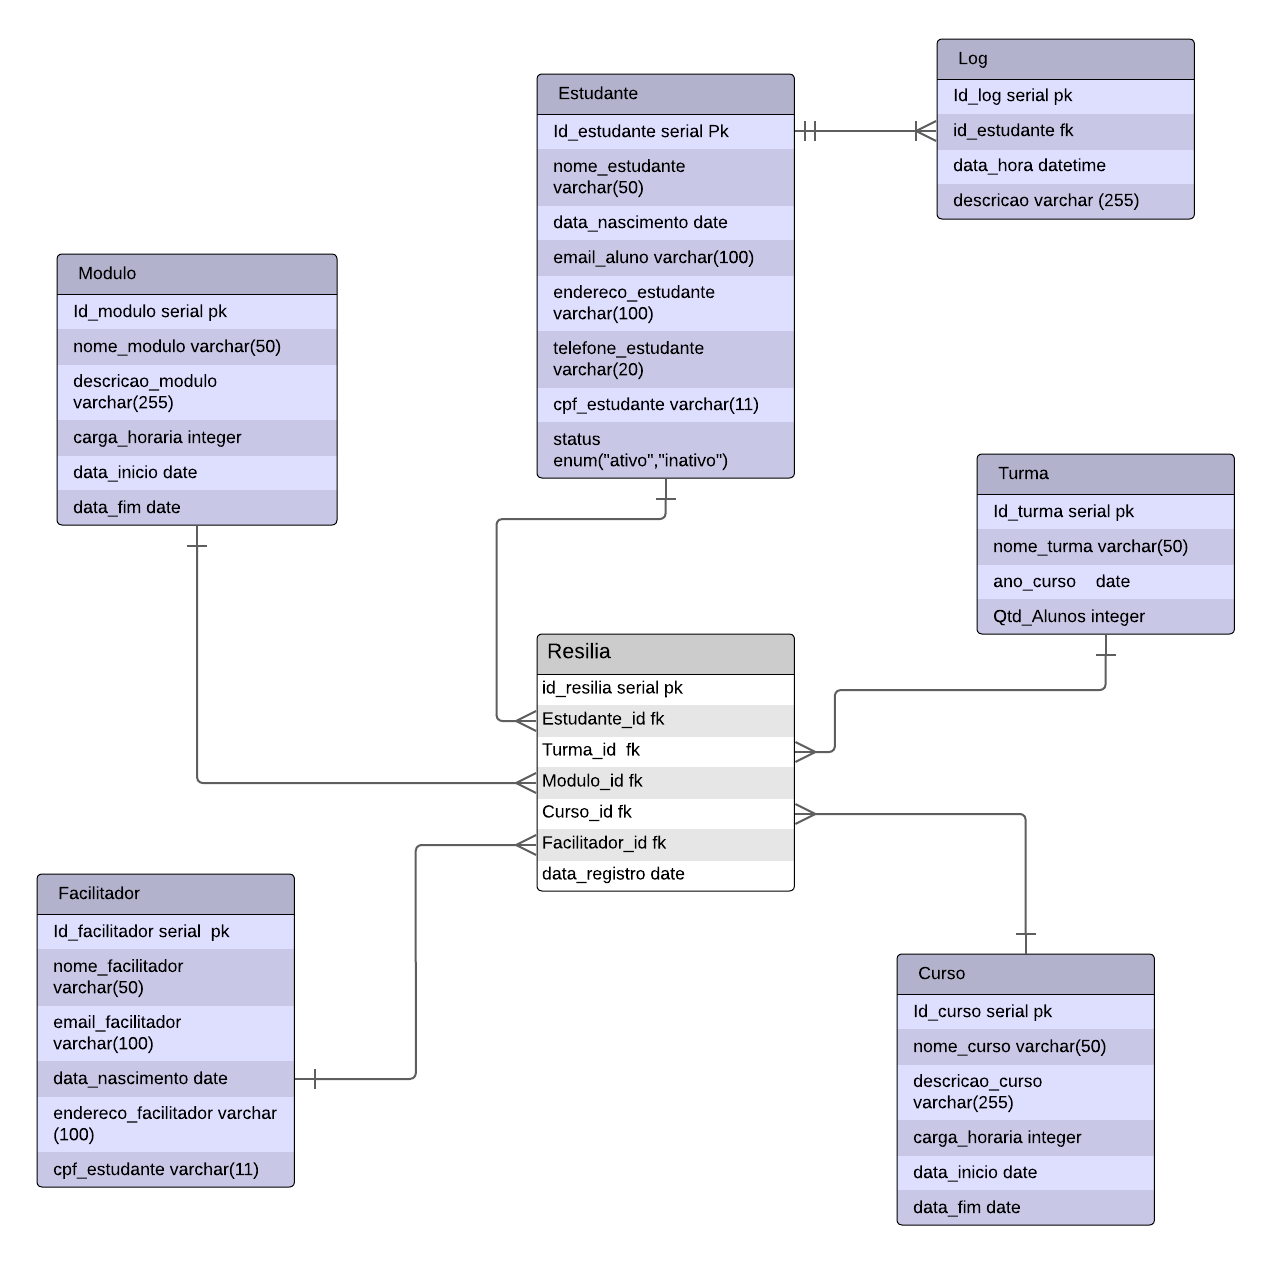 Log
Id_log serial pk
id_estudante fk
data_hora datetime
descricao varchar (255)
Estudante
Id_estudante serial Pk
nome_estudante
varchar(50)
data_nascimento date
email_aluno varchar(100)
endereco_estudante
varchar(100)
telefone_estudante
varchar(20)
cpf_estudante varchar(11)
status
enum("ativo","inativo")
Modulo
Id_modulo serial pk
nome_modulo varchar(50)
descricao_modulo
varchar(255)
carga_horaria integer
data_inicio date
data_fim date
Turma
Id_turma serial pk
nome_turma varchar(50)
ano_curso    date
Qtd_Alunos integer
Resilia
id_resilia serial pk
Estudante_id fk
Turma_id  fk
Modulo_id fk
Curso_id fk
Facilitador_id fk
data_registro date
Facilitador
Id_facilitador serial  pk
nome_facilitador
varchar(50)
email_facilitador
varchar(100)
data_nascimento date
endereco_facilitador varchar
(100)
cpf_estudante varchar(11)
Curso
Id_curso serial pk
nome_curso varchar(50)
descricao_curso
varchar(255)
carga_horaria integer
data_inicio date
data_fim date